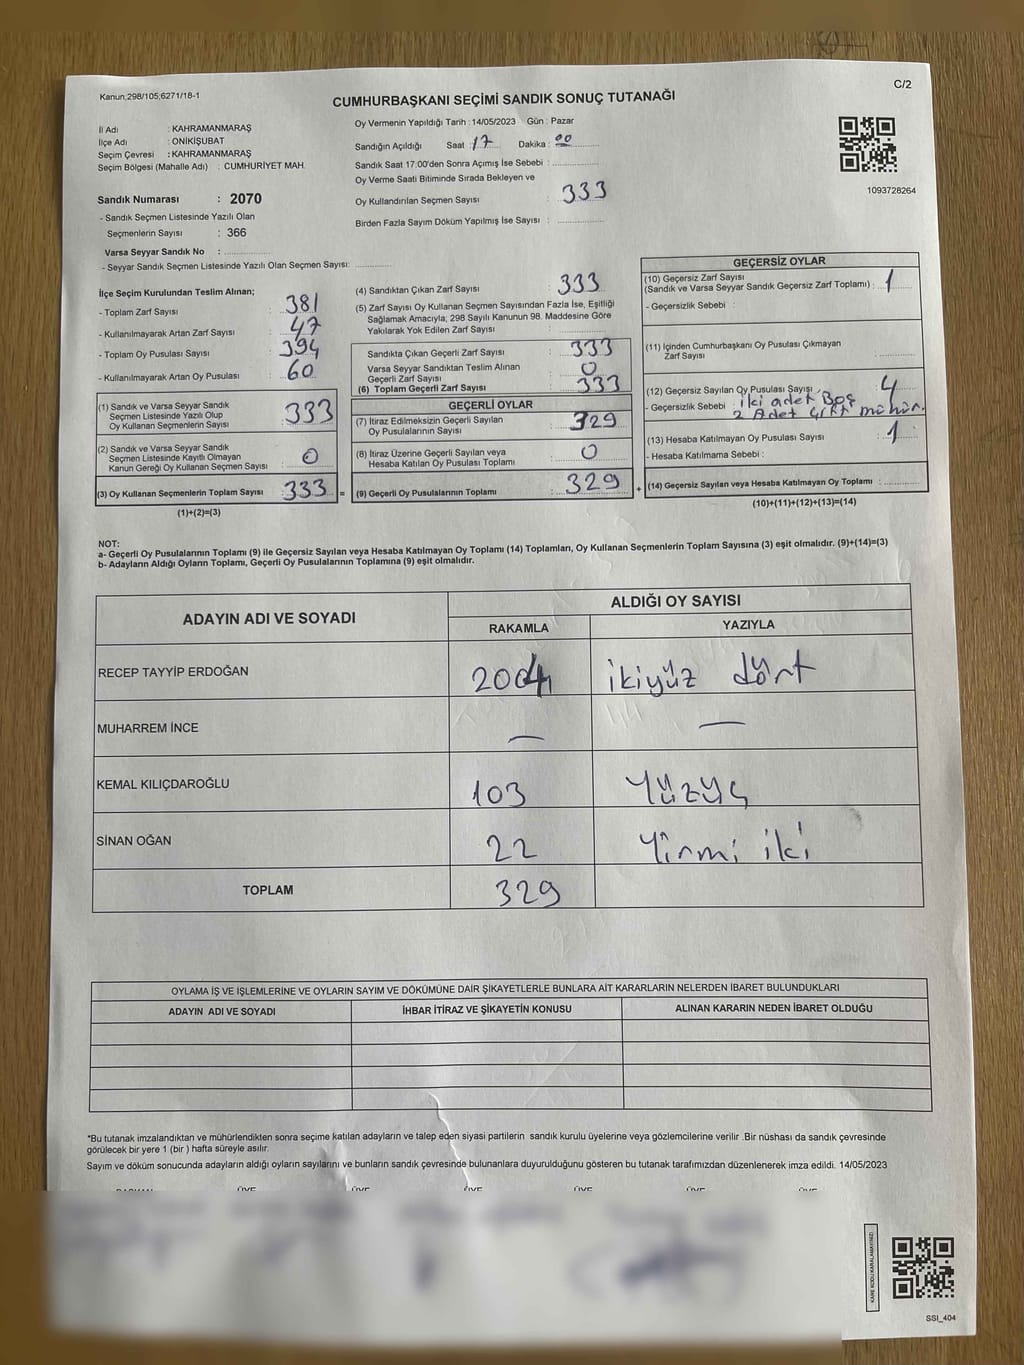 Kanun;298/105;6271/18-1
C/2
CUMHURBAŞKANI SEÇİMİ SANDIK SONUÇ TUTANAĞI
İl Adı : KAHRAMANMARAŞ
İlçe Adı : ONİKİŞUBAT
Seçim Çevresi : KAHRAMANMARAŞ
Seçim Bölgesi (Mahalle Adı) : CUMHURİYET MAH.
Sandık Numarası : 2070
- Sandık Seçmen Listesinde Yazılı Olan
Seçmenlerin Sayısı : 366
Varsa Seyyar Sandık No :
- Seyyar Sandık Seçmen Listesinde Yazılı Olan Seçmen Sayısı:
Oy Vermenin Yapıldığı Tarih :14/05/2023 Gün : Pazar
Sandığın Açıldığı Saat : 17 Dakika : 00
Sandık Saat 17:00'den Sonra Açımış İse Sebebi :
Oy Verme Saati Bitiminde Sırada Bekleyen ve
Oy Kullandırılan Seçmen Sayısı : 333
Birden Fazla Sayım Döküm Yapılmış İse Sayısı :
1093728264
İlçe Seçim Kurulundan Teslim Alınan;
- Toplam Zarf Sayısı : 381
- Kullanılmayarak Artan Zarf Sayısı : 47
- Toplam Oy Pusulası Sayısı : 394
- Kullanılmayarak Artan Oy Pusulası : 60
(1) Sandık ve Varsa Seyyar Sandık
Seçmen Listesinde Yazılı Olup
Oy Kullanan Seçmenlerin Sayısı : 333
(2) Sandık ve Varsa Seyyar Sandık
Seçmen Listesinde Kayıtlı Olmayan
Kanun Gereği Oy Kullanan Seçmen Sayısı : 0
(3) Oy Kullanan Seçmenlerin Toplam Sayısı : 333 =
(1)+(2)=(3)
(4) Sandıktan Çıkan Zarf Sayısı : 333
(5) Zarf Sayısı Oy Kullanan Seçmen Sayısından Fazla İse, Eşitliği
Sağlamak Amacıyla; 298 Sayılı Kanunun 98. Maddesine Göre
Yakılarak Yok Edilen Zarf Sayısı :
Sandıkta Çıkan Geçerli Zarf Sayısı : 333
Varsa Seyyar Sandıktan Teslim Alınan
Geçerli Zarf Sayısı : 0
(6) Toplam Geçerli Zarf Sayısı : 333
GEÇERLİ OYLAR
(7) İtiraz Edilmeksizin Geçerli Sayılan
Oy Pusulalarının Sayısı : 329
(8) İtiraz Üzerine Geçerli Sayılan veya
Hesaba Katılan Oy Pusulası Toplamı : 0
(9) Geçerli Oy Pusulalarının Toplamı : 329 +
GEÇERSİZ OYLAR
(10) Geçersiz Zarf Sayısı
(Sandık ve Varsa Seyyar Sandık Geçersiz Zarf Toplamı) : 1
- Geçersizlik Sebebi :
(11) İçinden Cumhurbaşkanı Oy Pusulası Çıkmayan
Zarf Sayısı :
(12) Geçersiz Sayılan Oy Pusulası Sayısı : 4
- Geçersizlik Sebebi : iki adet Boş
2 Adet çift mühür.
(13) Hesaba Katılmayan Oy Pusulası Sayısı : 1
- Hesaba Katılmama Sebebi :
(14) Geçersiz Sayılan veya Hesaba Katılmayan Oy Toplamı :
(10)+(11)+(12)+(13)=(14)
NOT:
a- Geçerli Oy Pusulalarının Toplamı (9) ile Geçersiz Sayılan veya Hesaba Katılmayan Oy Toplamı (14) Toplamları, Oy Kullanan Seçmenlerin Toplam Sayısına (3) eşit olmalıdır. (9)+(14)=(3)
b- Adayların Aldığı Oyların Toplamı, Geçerli Oy Pusulalarının Toplamına (9) eşit olmalıdır.
ADAYIN ADI VE SOYADI ALDIĞI OY SAYISI
RAKAMLA YAZIYLA
RECEP TAYYİP ERDOĞAN 204 ikiyüz dört
MUHARREM İNCE — —
KEMAL KILIÇDAROĞLU 103 Yüzüç
SİNAN OĞAN 22 Yirmi iki
TOPLAM 329
OYLAMA İŞ VE İŞLEMLERİNE VE OYLARIN SAYIM VE DÖKÜMÜNE DAİR ŞİKAYETLERLE BUNLARA AİT KARARLARIN NELERDEN İBARET BULUNDUKLARI
ADAYIN ADI VE SOYADI İHBAR İTİRAZ VE ŞİKAYETİN KONUSU ALINAN KARARIN NEDEN İBARET OLDUĞU
*Bu tutanak imzalandıktan ve mühürlendikten sonra seçime katılan adayların ve talep eden siyasi partilerin sandık kurulu üyelerine veya gözlemcilerine verilir .Bir nüshası da sandık çevresinde
görülecek bir yere 1 (bir ) hafta süreyle asılır.
Sayım ve döküm sonucunda adayların aldığı oyların sayılarını ve bunların sandık çevresinde bulunanlara duyurulduğunu gösteren bu tutanak tarafımızdan düzenlenerek imza edildi. 14/05/2023
KARE KODU KARALAMAYINIZ!
SSI_404